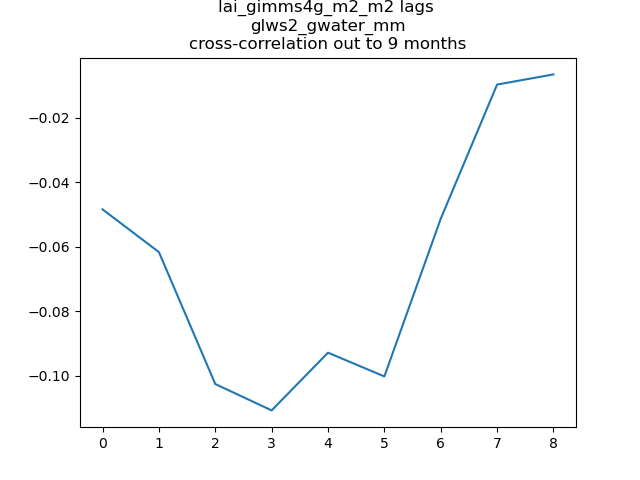 lai_gimms4g_m2_m2 lags
glws2_gwater_mm
cross-correlation out to 9 months
−0.02
−0.04
−0.06
−0.08
−0.10
0 1 2 3 4 5 6 7 8